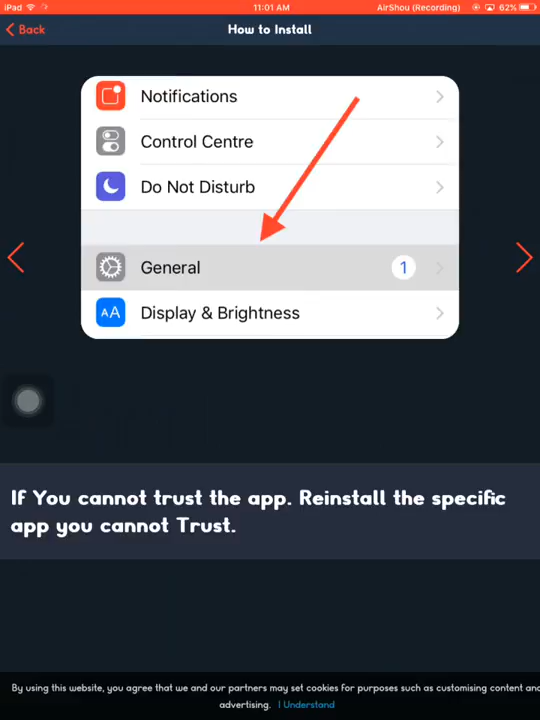 iPad 11:01 AM AirShou (Recording) 62%
Back How to Install
Notifications
Control Centre
Do Not Disturb
General 1
AA Display & Brightness
If You cannot trust the app. Reinstall the specific
app you cannot Trust.
By using this website, you agree that we and our partners may set cookies for purposes such as customising content and
advertising. I Understand